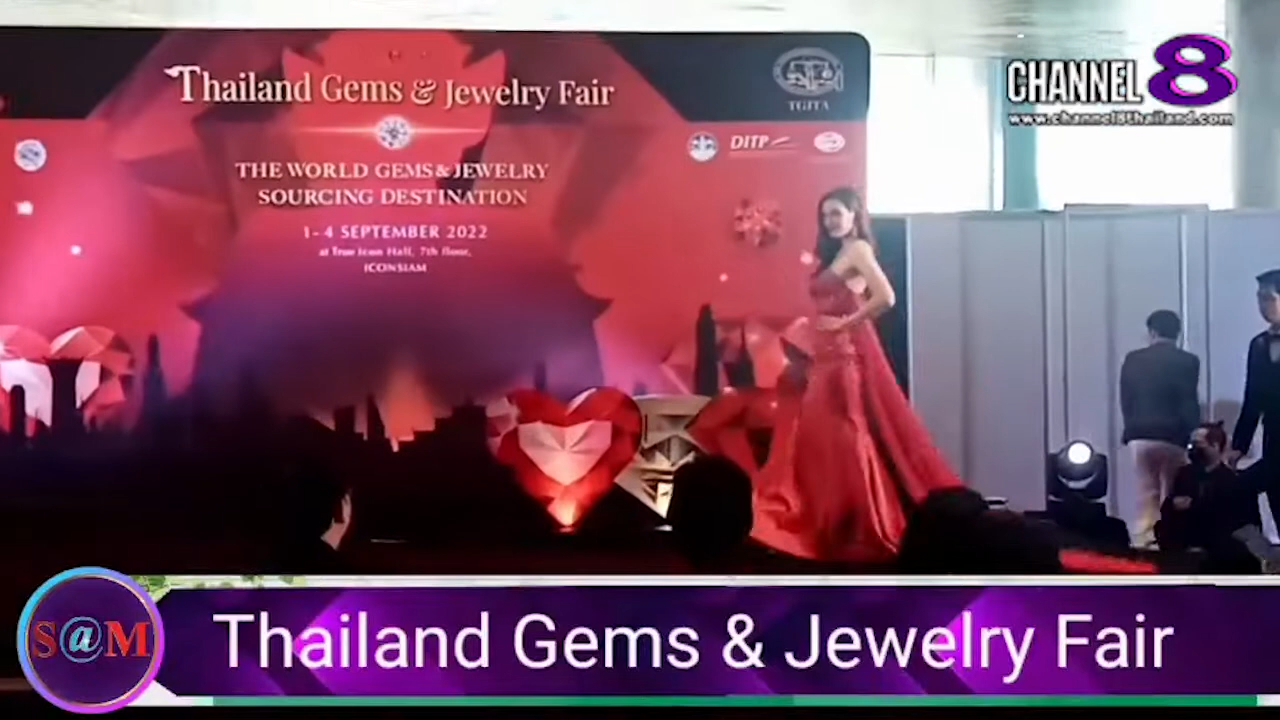 Thailand Gems & Jewelry Fair
TGJTA
THE WORLD GEMS & JEWELRY
SOURCING DESTINATION
DITP
1-4 SEPTEMBER 2022
at True Icon Hall, 7th floor,
ICONSIAM
CHANNEL 8
www.channel8thailand.com
S@M
Thailand Gems & Jewelry Fair